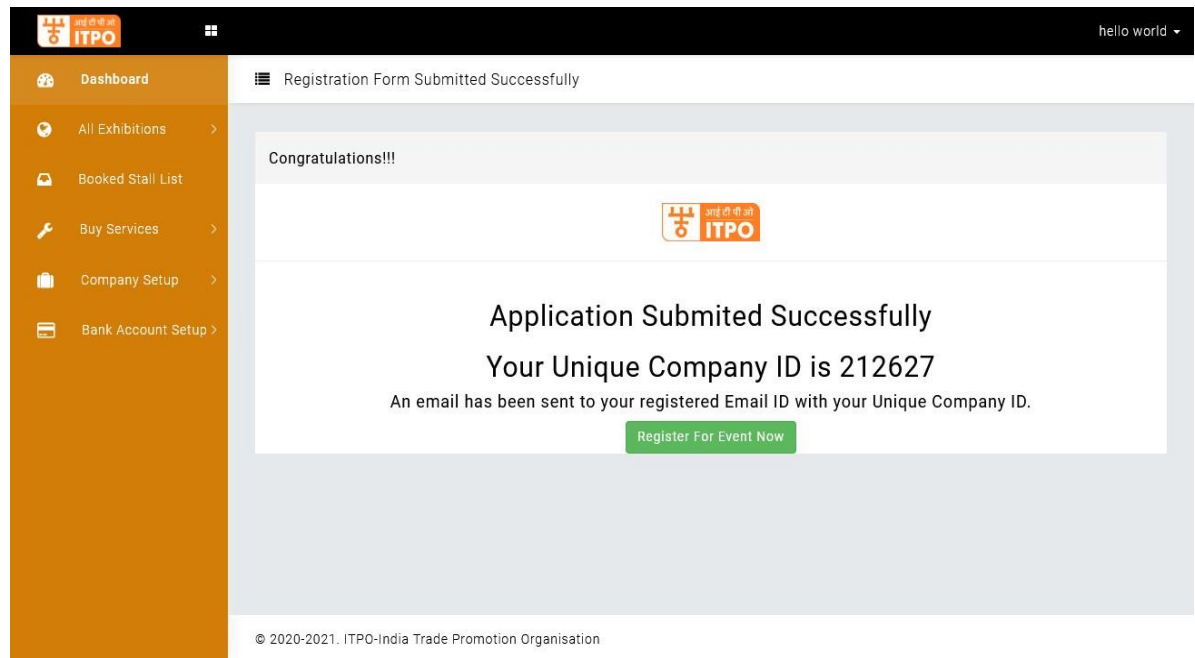 आई टी पी ओ
ITPO
hello world
Dashboard
All Exhibitions
Booked Stall List
Buy Services
Company Setup
Bank Account Setup
Registration Form Submitted Successfully
Congratulations!!!
आई टी पी ओ
ITPO
Application Submited Successfully
Your Unique Company ID is 212627
An email has been sent to your registered Email ID with your Unique Company ID.
Register For Event Now
© 2020-2021. ITPO-India Trade Promotion Organisation